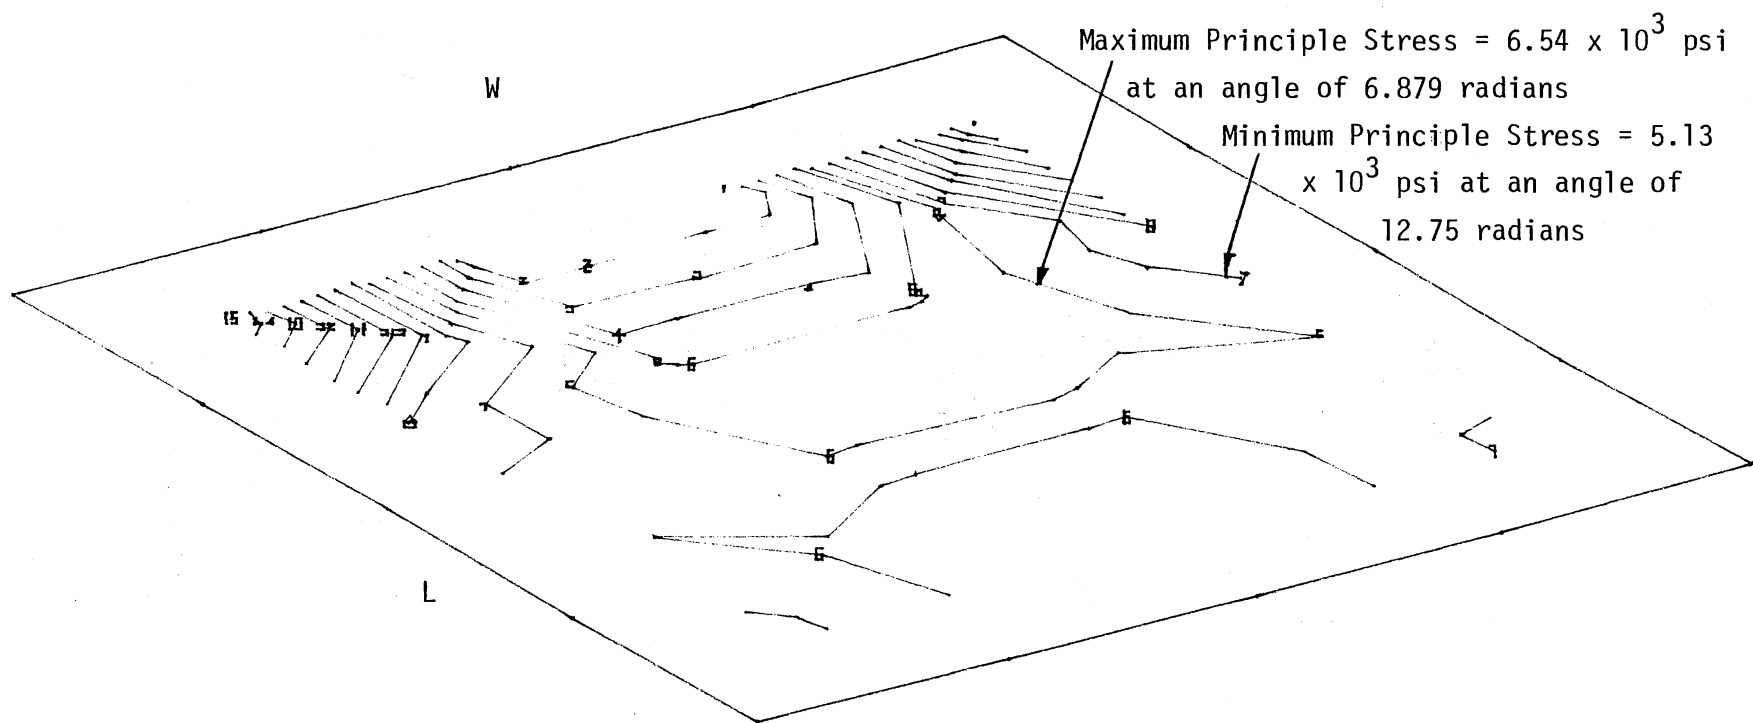 Maximum Principle Stress = 6.54 x 10³ psi
at an angle of 6.879 radians
Minimum Principle Stress = 5.13
x 10³ psi at an angle of
12.75 radians
W
L